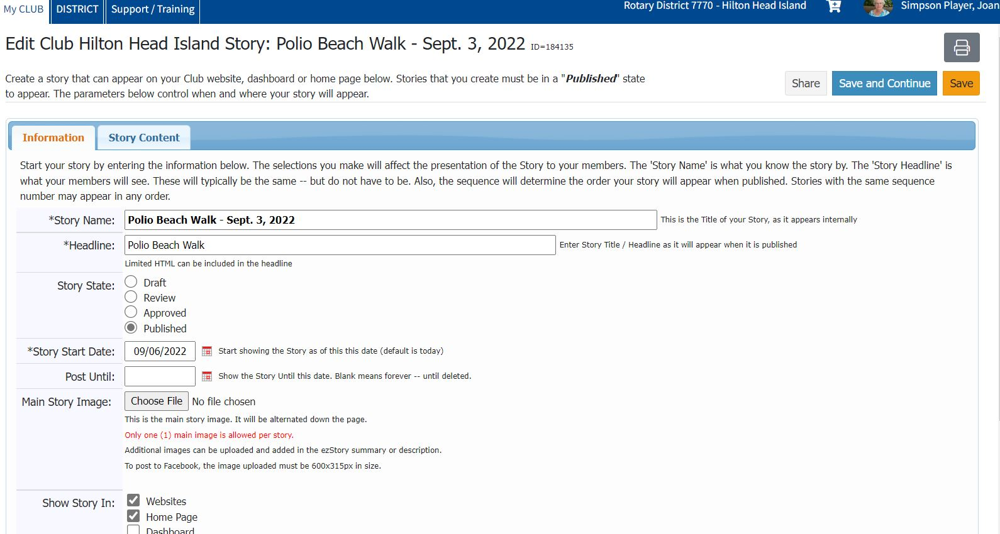 My CLUB
DISTRICT
Support / Training
Rotary District 7770 - Hilton Head Island
Simpson Player, Joan
Edit Club Hilton Head Island Story: Polio Beach Walk - Sept. 3, 2022 ID=184135
Create a story that can appear on your Club website, dashboard or home page below. Stories that you create must be in a "Published" state
to appear. The parameters below control when and where your story will appear.
Share
Save and Continue
Save
Information
Story Content
Start your story by entering the information below. The selections you make will affect the presentation of the Story to your members. The 'Story Name' is what you know the story by. The 'Story Headline' is
what your members will see. These will typically be the same -- but do not have to be. Also, the sequence will determine the order your story will appear when published. Stories with the same sequence
number may appear in any order.
*Story Name: Polio Beach Walk - Sept. 3, 2022 This is the Title of your Story, as it appears internally
*Headline: Polio Beach Walk Enter Story Title / Headline as it will appear when it is published
Limited HTML can be included in the headline
Story State:
Draft
Review
Approved
Published
*Story Start Date: 09/06/2022 Start showing the Story as of this this date (default is today)
Post Until: Show the Story Until this date. Blank means forever -- until deleted.
Main Story Image: Choose File No file chosen
This is the main story image. It will be alternated down the page.
Only one (1) main image is allowed per story.
Additional images can be uploaded and added in the ezStory summary or description.
To post to Facebook, the image uploaded must be 600x315px in size.
Show Story In: Websites
Home Page
Dashboard